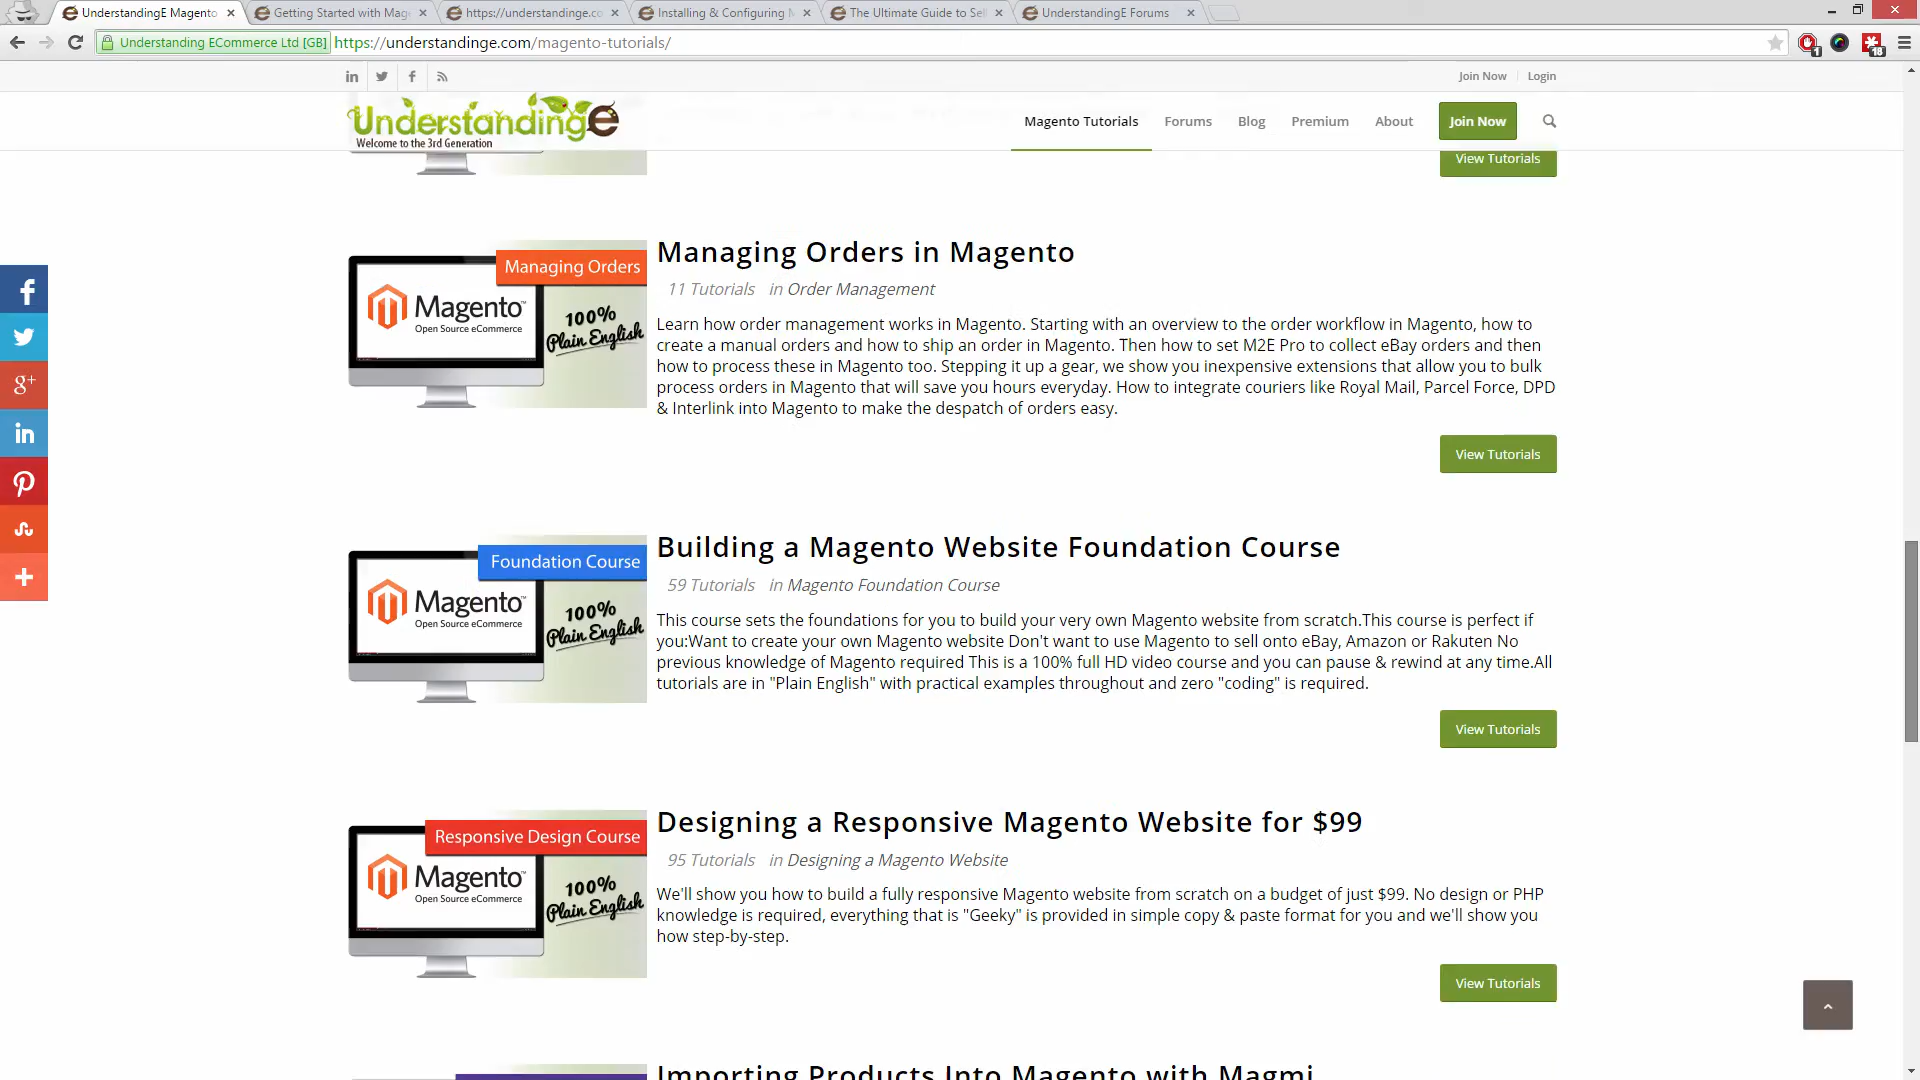 UnderstandingE Magento
Getting Started with Mag
https://understandinge.co
Installing & Configuring M
The Ultimate Guide to Sell
UnderstandingE Forums
Understanding ECommerce Ltd [GB]
https://understandinge.com/magento-tutorials/
1
18
Join Now
Login
UnderstandingE
Welcome to the 3rd Generation
Magento Tutorials
Forums
Blog
Premium
About
Join Now
View Tutorials
Managing Orders
Magento™
Open Source eCommerce
100%
Plain English
Managing Orders in Magento
11 Tutorials in Order Management
Learn how order management works in Magento. Starting with an overview to the order workflow in Magento, how to
create a manual orders and how to ship an order in Magento. Then how to set M2E Pro to collect eBay orders and then
how to process these in Magento too. Stepping it up a gear, we show you inexpensive extensions that allow you to bulk
process orders in Magento that will save you hours everyday. How to integrate couriers like Royal Mail, Parcel Force, DPD
& Interlink into Magento to make the despatch of orders easy.
View Tutorials
Foundation Course
Magento™
Open Source eCommerce
100%
Plain English
Building a Magento Website Foundation Course
59 Tutorials in Magento Foundation Course
This course sets the foundations for you to build your very own Magento website from scratch.This course is perfect if
you:Want to create your own Magento website Don't want to use Magento to sell onto eBay, Amazon or Rakuten No
previous knowledge of Magento required This is a 100% full HD video course and you can pause & rewind at any time.All
tutorials are in "Plain English" with practical examples throughout and zero "coding" is required.
View Tutorials
Responsive Design Course
Magento™
Open Source eCommerce
100%
Plain English
Designing a Responsive Magento Website for $99
95 Tutorials in Designing a Magento Website
We'll show you how to build a fully responsive Magento website from scratch on a budget of just $99. No design or PHP
knowledge is required, everything that is "Geeky" is provided in simple copy & paste format for you and we'll show you
how step-by-step.
View Tutorials
Importing Products Into Magento with Magmi